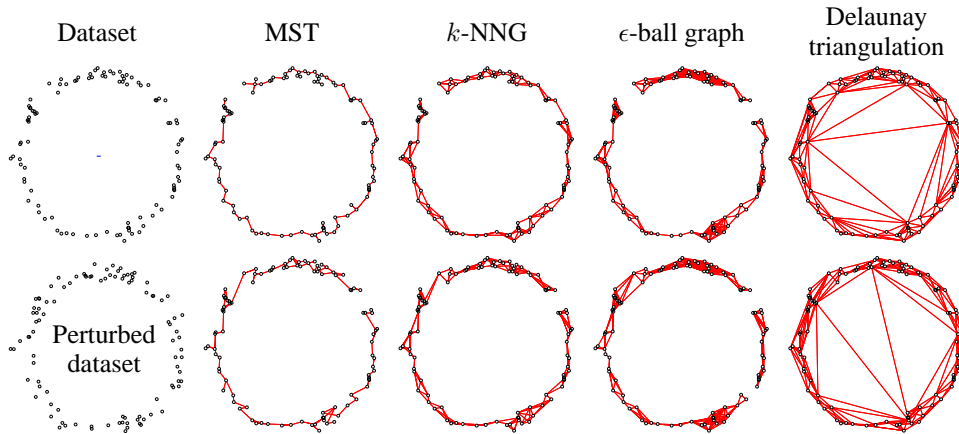 Dataset
MST
k-NNG
ϵ-ball graph
Delaunay
triangulation
Perturbed
dataset